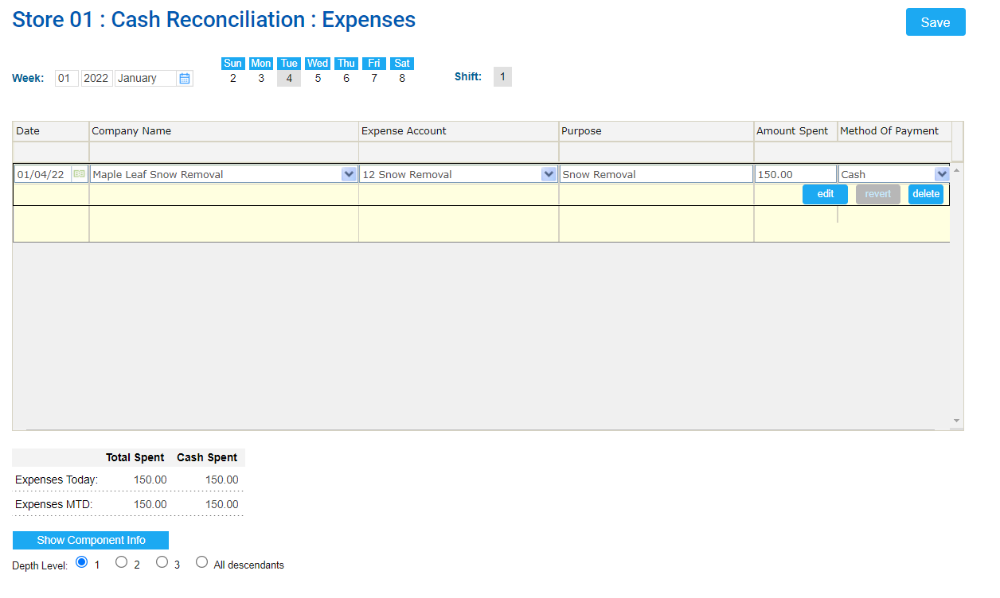 Store 01 : Cash Reconciliation : Expenses
Save
Sun Mon Tue Wed Thu Fri Sat
Week: 01 2022 January 2 3 4 5 6 7 8 Shift: 1
Date Company Name Expense Account Purpose Amount Spent Method Of Payment
01/04/22 Maple Leaf Snow Removal 12 Snow Removal Snow Removal 150.00 Cash
edit revert delete
Total Spent Cash Spent
Expenses Today: 150.00 150.00
Expenses MTD: 150.00 150.00
Show Component Info
Depth Level: 1 2 3 All descendants